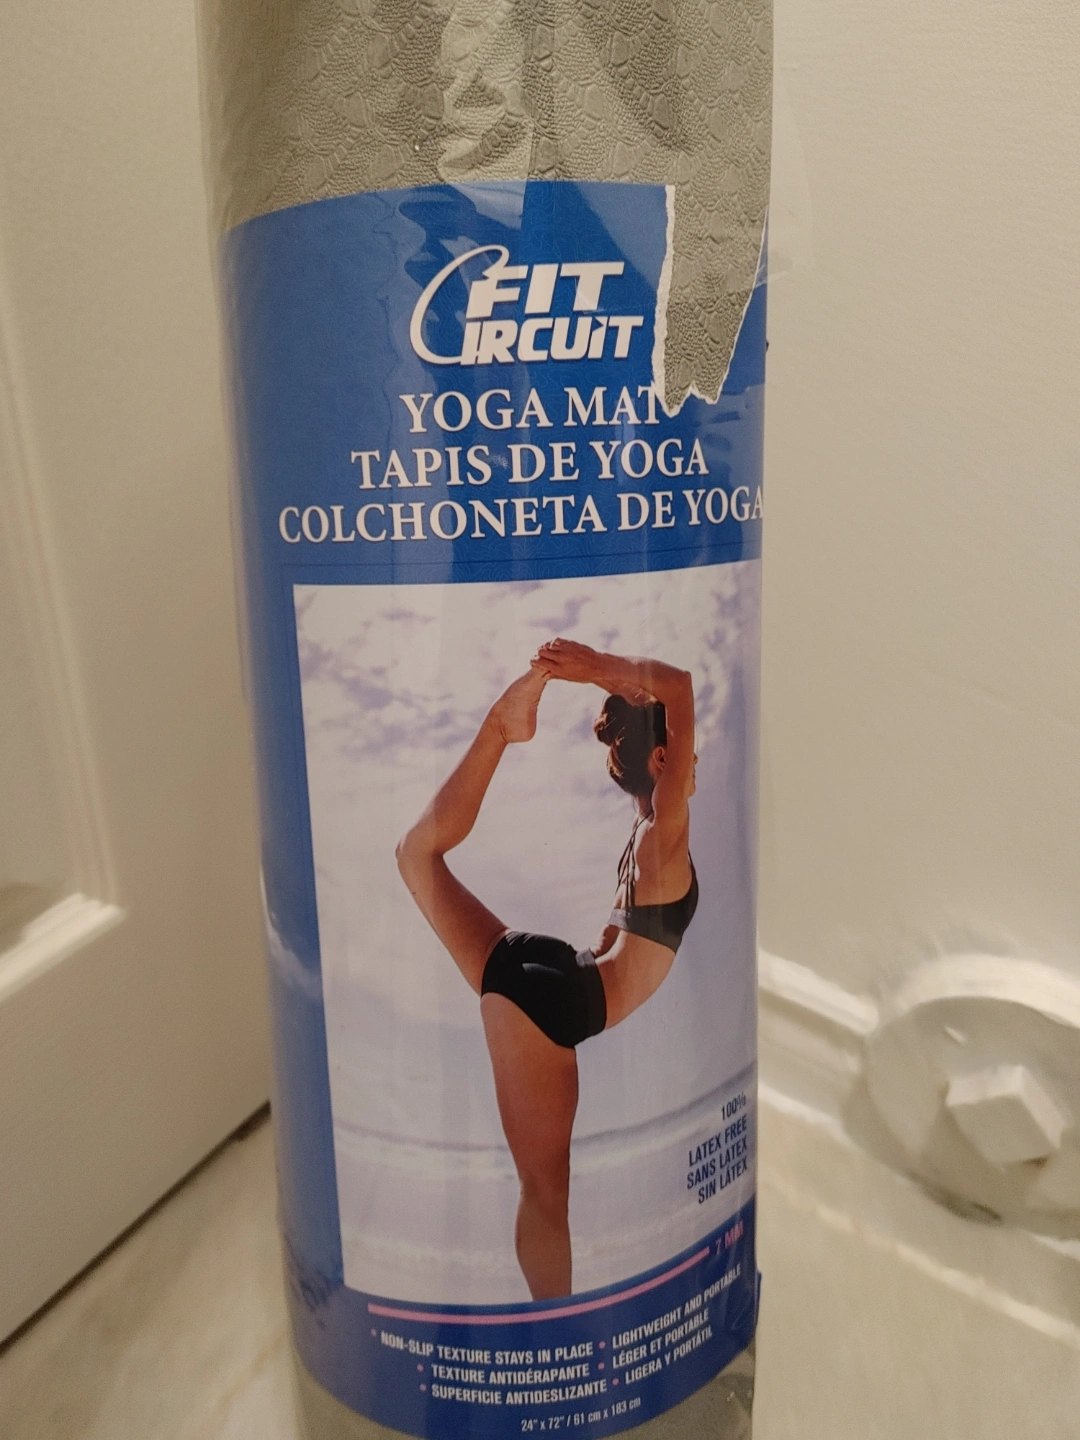 FIT
CIRCUIT
YOGA MAT
TAPIS DE YOGA
COLCHONETA DE YOGA
100%
LATEX FREE
SANS LATEX
SIN LÁTEX
7 MM
• NON-SLIP TEXTURE STAYS IN PLACE • LIGHTWEIGHT AND PORTABLE
• TEXTURE ANTIDÉRAPANTE • LÉGER ET PORTABLE
• SUPERFICIE ANTIDESLIZANTE • LIGERA Y PORTÁTIL
24" x 72" / 61 cm x 183 cm